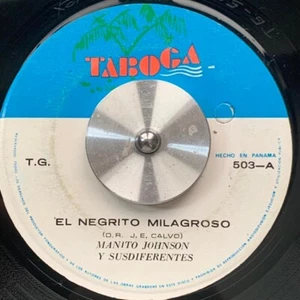 TABOGA
T.G.
HECHO EN PANAMA
503-A
EL NEGRITO MILAGROSO
(D.R. J.E. CALVO)
MANITO JOHNSON
Y SUSDIFERENTES